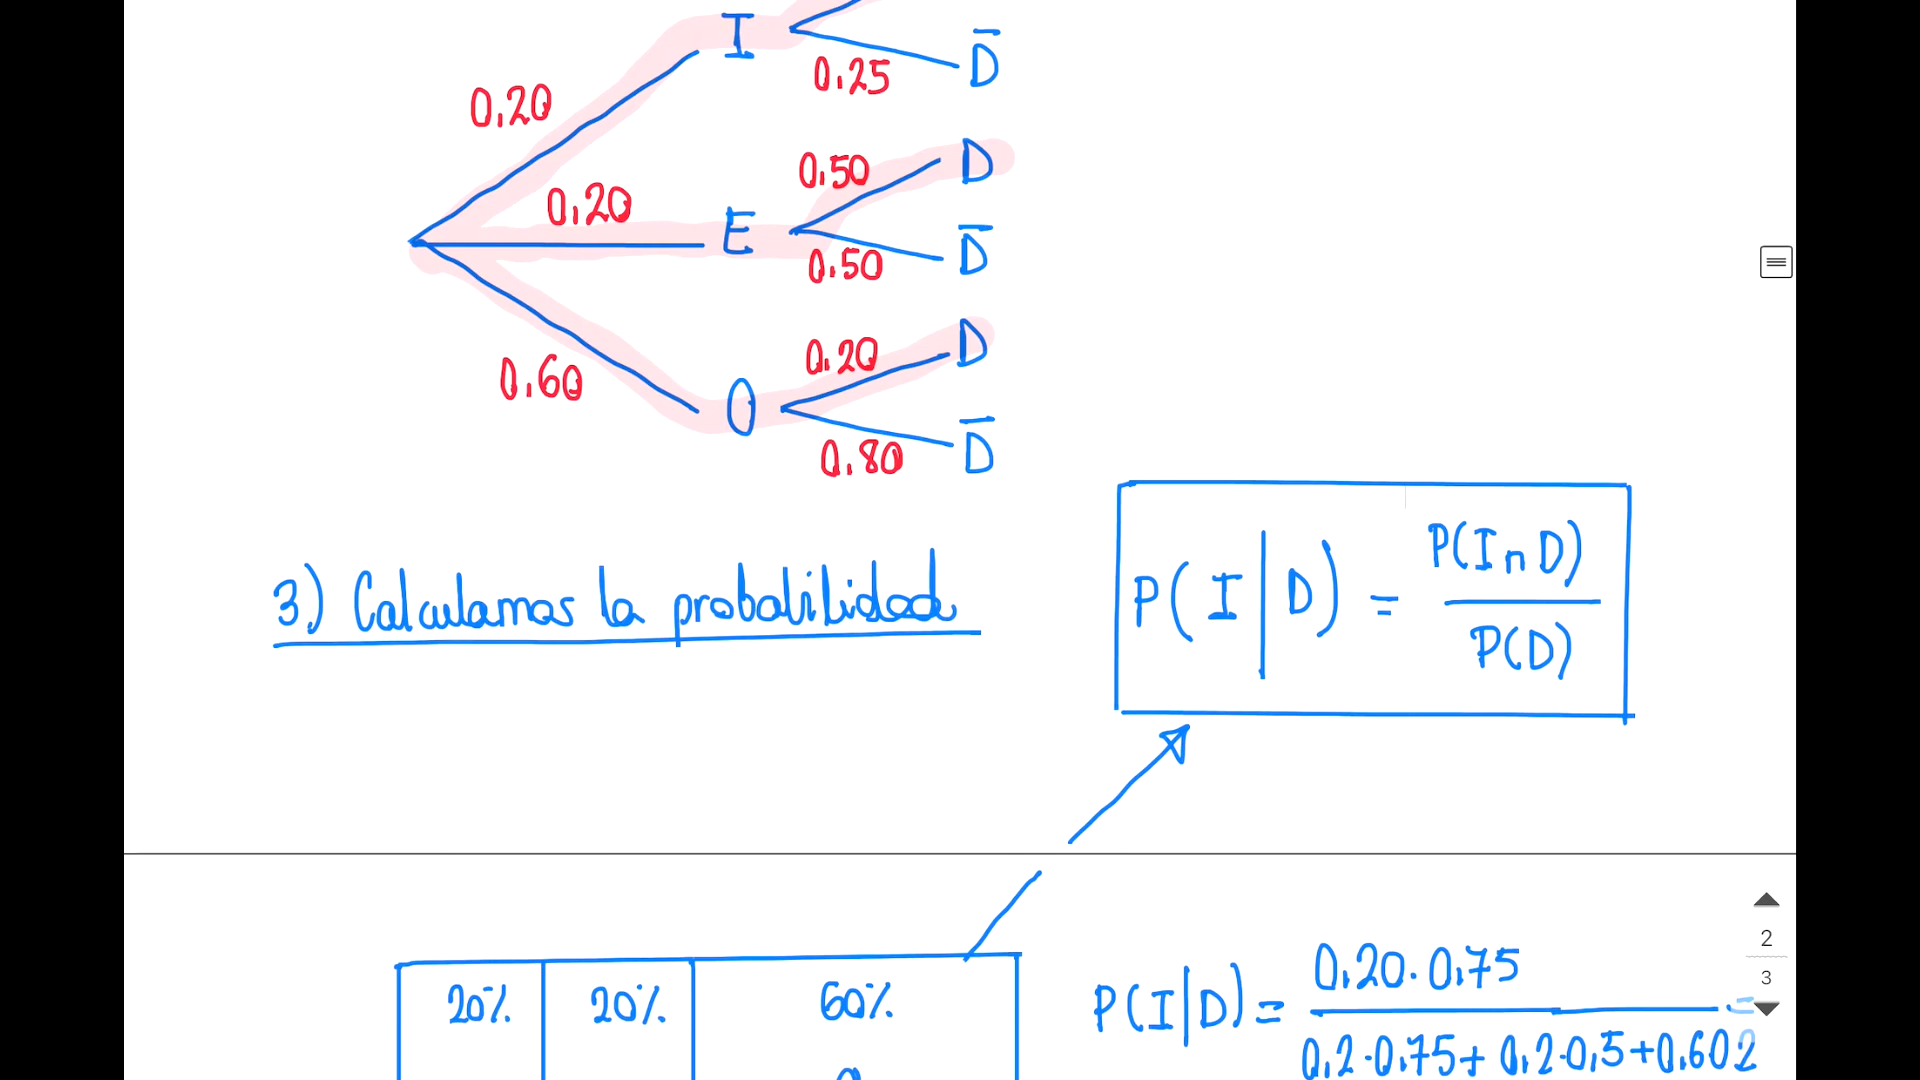 I
D̅
0.25
0.20
D
0.50
0.20
E
D̅
0.50
D
0.20
0.60
O
D̅
0.80
3) Calculamos la probabilidad
P(I|D) = P(I∩D)
P(D)
20% 20% 60%
P(I|D) = 0.20·0.75
0.2·0.75+0.2·0.5+0.60.2
2
3